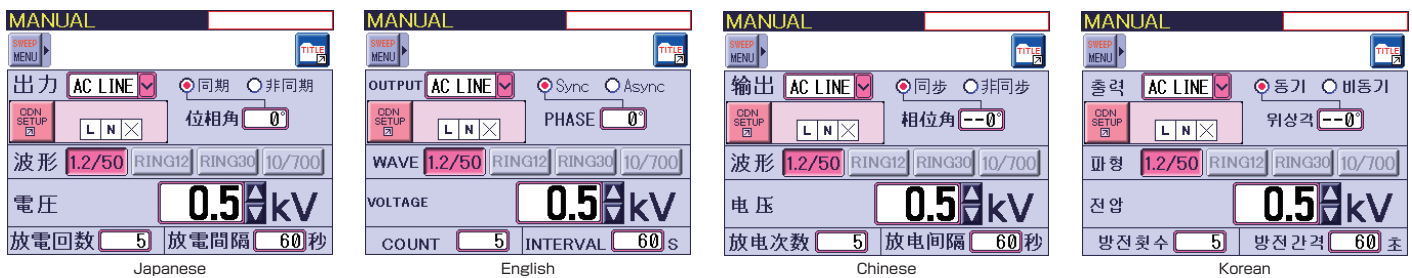 MANUAL
SWEEP
MENU
TITLE
出力 AC LINE 同期 非同期
CDN
SETUP
L N
位相角 0°
波形 1.2/50 RING12 RING30 10/700
電圧 0.5 kV
放電回数 5 放電間隔 60 秒
Japanese
MANUAL
SWEEP
MENU
TITLE
OUTPUT AC LINE Sync Async
CDN
SETUP
L N
PHASE 0°
WAVE 1.2/50 RING12 RING30 10/700
VOLTAGE 0.5 kV
COUNT 5 INTERVAL 60 S
English
MANUAL
SWEEP
MENU
TITLE
输出 AC LINE 同步 非同步
CDN
SETUP
L N
相位角 --0°
波形 1.2/50 RING12 RING30 10/700
电压 0.5 kV
放电次数 5 放电间隔 60 秒
Chinese
MANUAL
SWEEP
MENU
TITLE
출력 AC LINE 동기 비동기
CDN
SETUP
L N
위상각 --0°
파형 1.2/50 RING12 RING30 10/700
전압 0.5 kV
방전횟수 5 방전간격 60 초
Korean